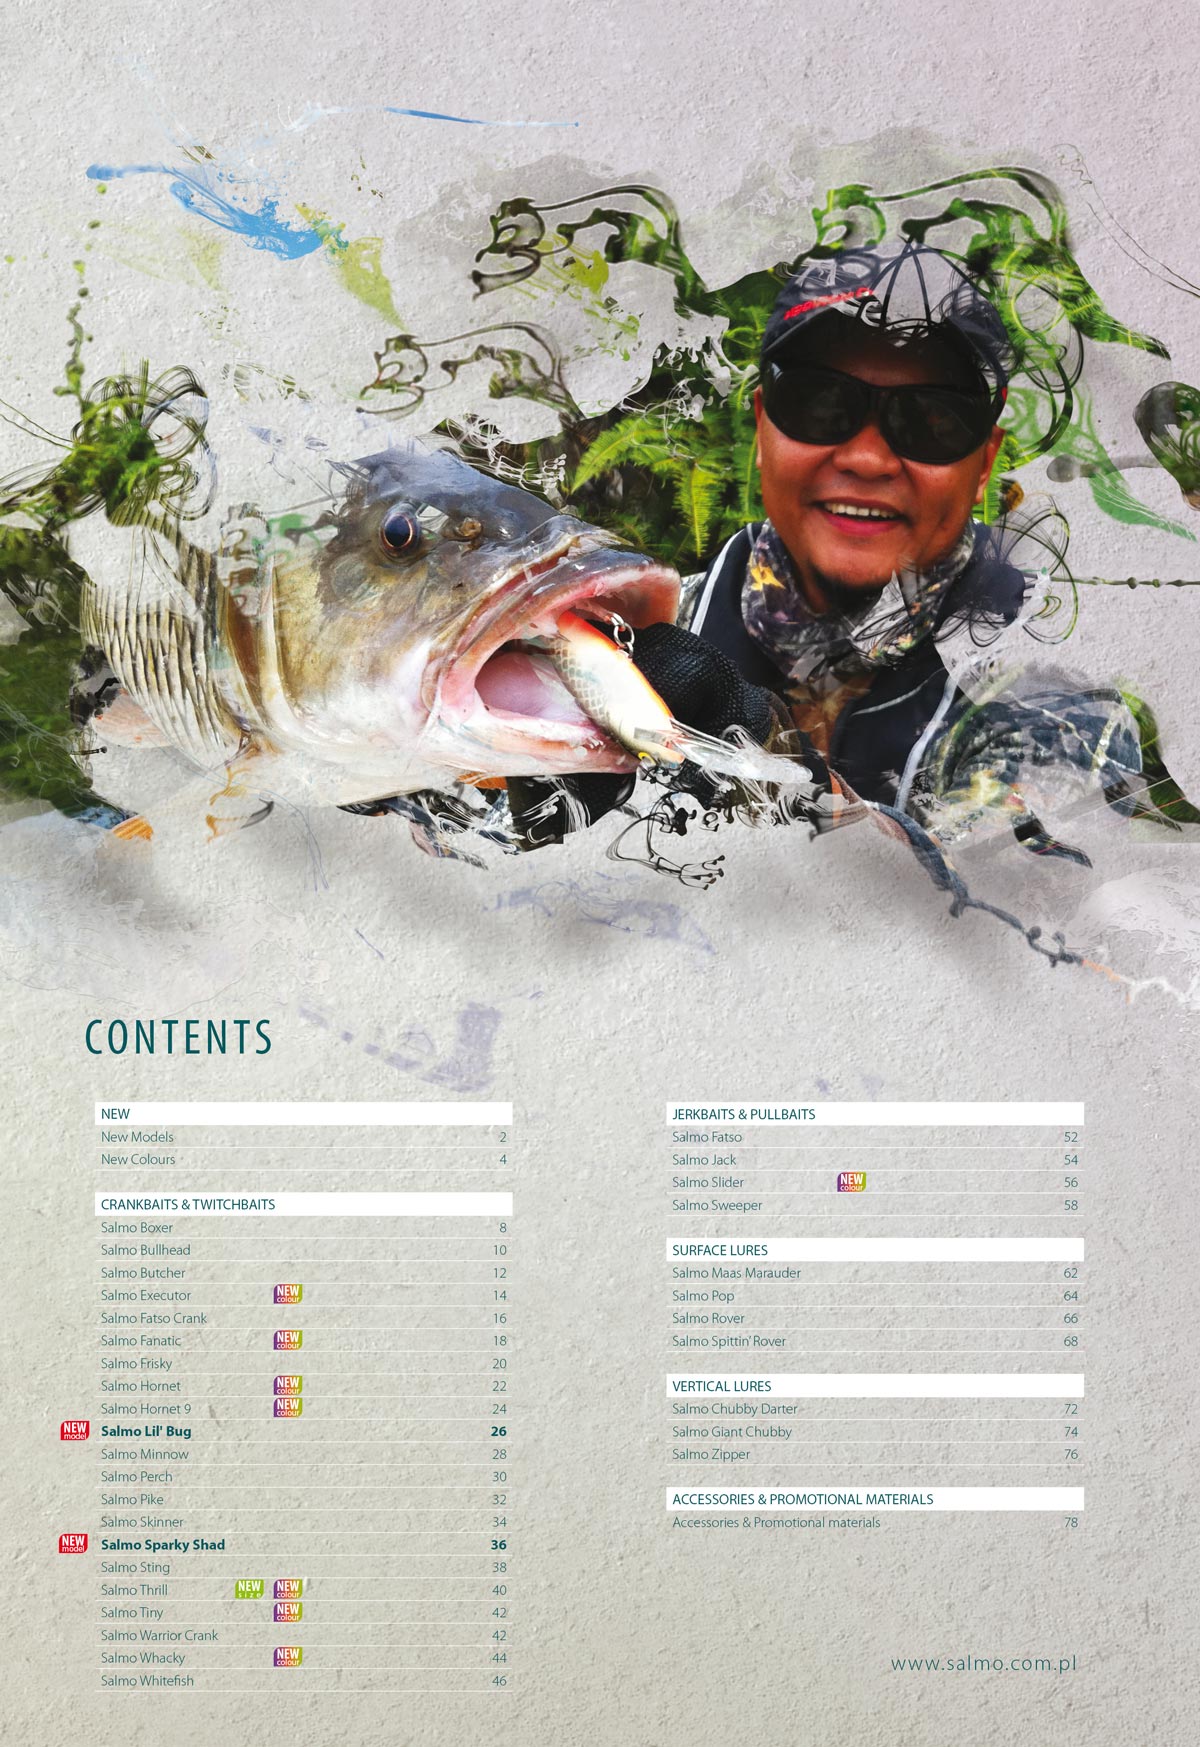 CONTENTS
NEW
New Models 2
New Colours 4
CRANKBAITS & TWITCHBAITS
Salmo Boxer 8
Salmo Bullhead 10
Salmo Butcher 12
Salmo Executor NEW colour 14
Salmo Fatso Crank 16
Salmo Fanatic NEW colour 18
Salmo Frisky 20
Salmo Hornet NEW colour 22
Salmo Hornet 9 NEW colour 24
NEW model Salmo Lil' Bug 26
Salmo Minnow 28
Salmo Perch 30
Salmo Pike 32
Salmo Skinner 34
NEW model Salmo Sparky Shad 36
Salmo Sting 38
Salmo Thrill NEW size NEW colour 40
Salmo Tiny NEW colour 42
Salmo Warrior Crank 42
Salmo Whacky NEW colour 44
Salmo Whitefish 46
JERKBAITS & PULLBAITS
Salmo Fatso 52
Salmo Jack 54
Salmo Slider NEW colour 56
Salmo Sweeper 58
SURFACE LURES
Salmo Maas Marauder 62
Salmo Pop 64
Salmo Rover 66
Salmo Spittin' Rover 68
VERTICAL LURES
Salmo Chubby Darter 72
Salmo Giant Chubby 74
Salmo Zipper 76
ACCESSORIES & PROMOTIONAL MATERIALS
Accessories & Promotional materials 78
www.salmo.com.pl